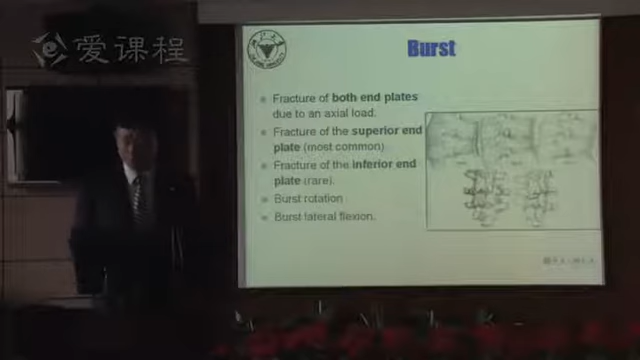 爱课程
Burst
Fracture of both end plates
due to an axial load.
Fracture of the superior end
plate (most common)
Fracture of the inferior end
plate (rare).
Burst rotation
Burst lateral flexion.